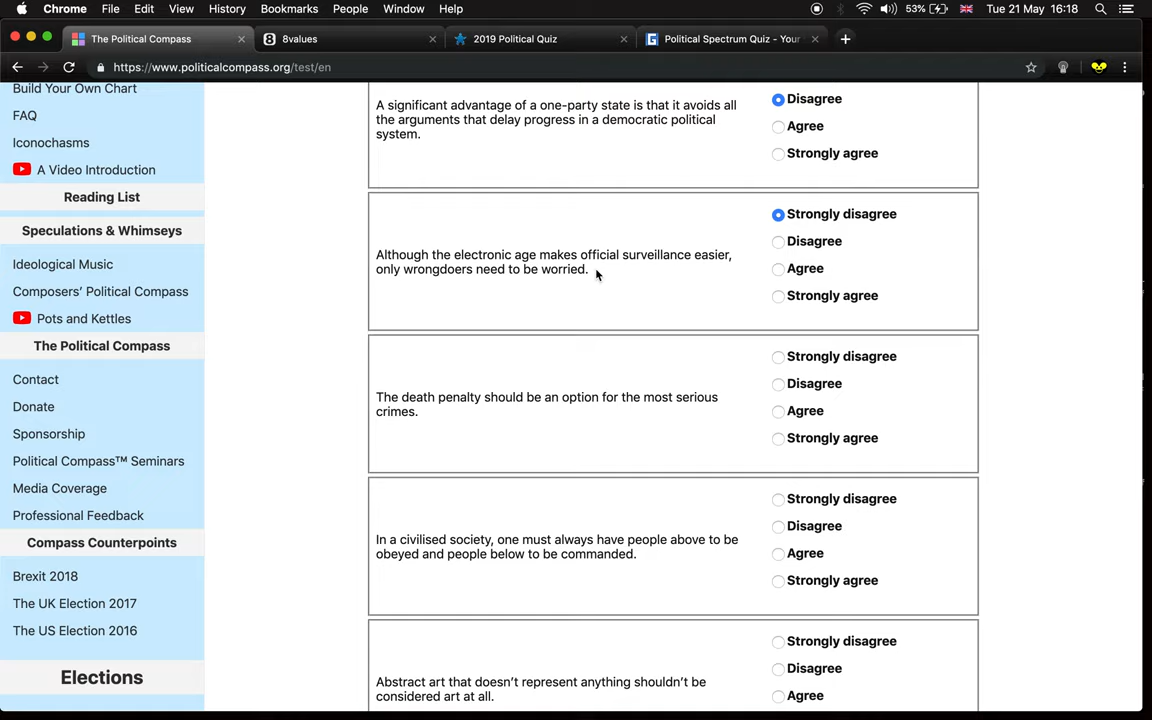 Chrome File Edit View History Bookmarks People Window Help 53% Tue 21 May 16:18
The Political Compass 8values 2019 Political Quiz Political Spectrum Quiz - Your
https://www.politicalcompass.org/test/en
Build Your Own Chart
FAQ
Iconochasms
A Video Introduction
Reading List
Speculations & Whimseys
Ideological Music
Composers' Political Compass
Pots and Kettles
The Political Compass
Contact
Donate
Sponsorship
Political Compass™ Seminars
Media Coverage
Professional Feedback
Compass Counterpoints
Brexit 2018
The UK Election 2017
The US Election 2016
Elections
A significant advantage of a one-party state is that it avoids all
the arguments that delay progress in a democratic political
system.
Disagree
Agree
Strongly agree
Although the electronic age makes official surveillance easier,
only wrongdoers need to be worried.
Strongly disagree
Disagree
Agree
Strongly agree
The death penalty should be an option for the most serious
crimes.
Strongly disagree
Disagree
Agree
Strongly agree
In a civilised society, one must always have people above to be
obeyed and people below to be commanded.
Strongly disagree
Disagree
Agree
Strongly agree
Abstract art that doesn't represent anything shouldn't be
considered art at all.
Strongly disagree
Disagree
Agree